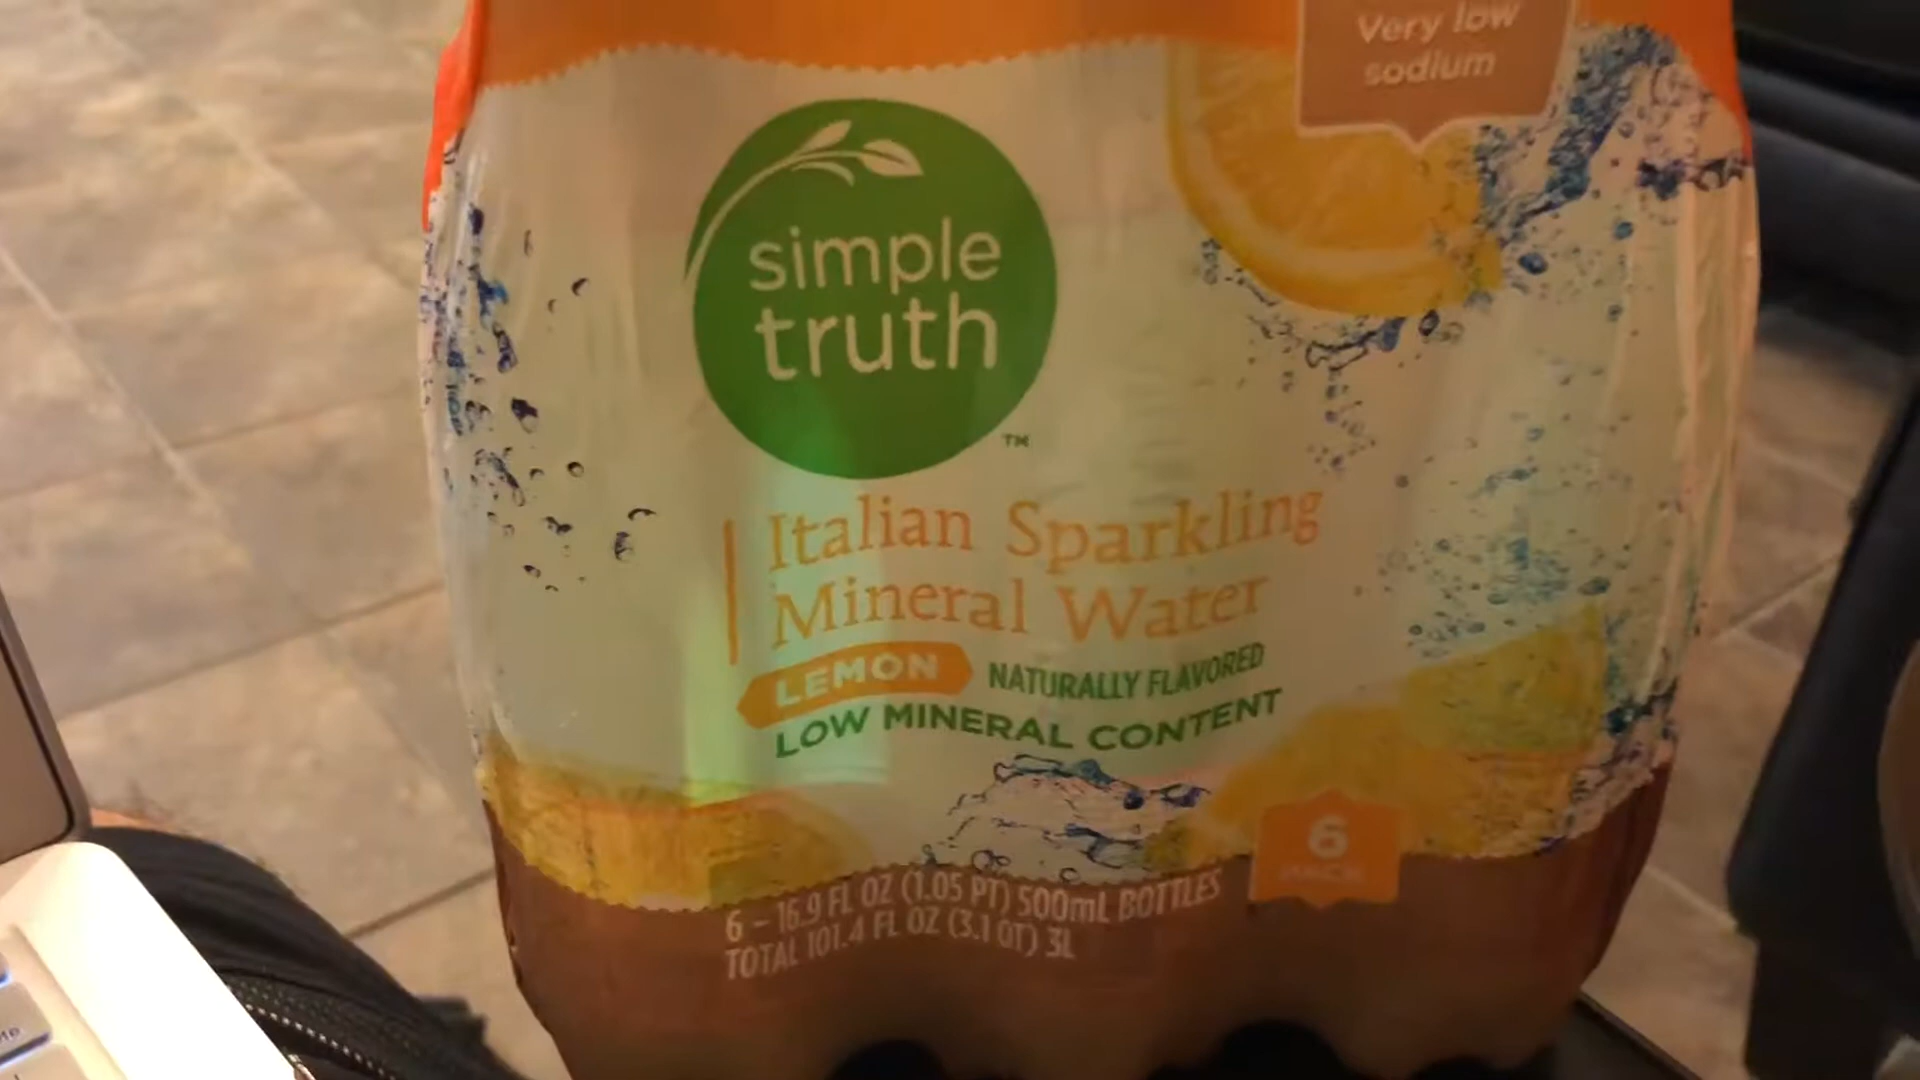 Very low
sodium
simple
truth
TM
Italian Sparkling
Mineral Water
LEMON NATURALLY FLAVORED
LOW MINERAL CONTENT
6
PACK
6 – 16.9 FL OZ (1.05 PT) 500mL BOTTLES
TOTAL 101.4 FL OZ (3.1 QT) 3L